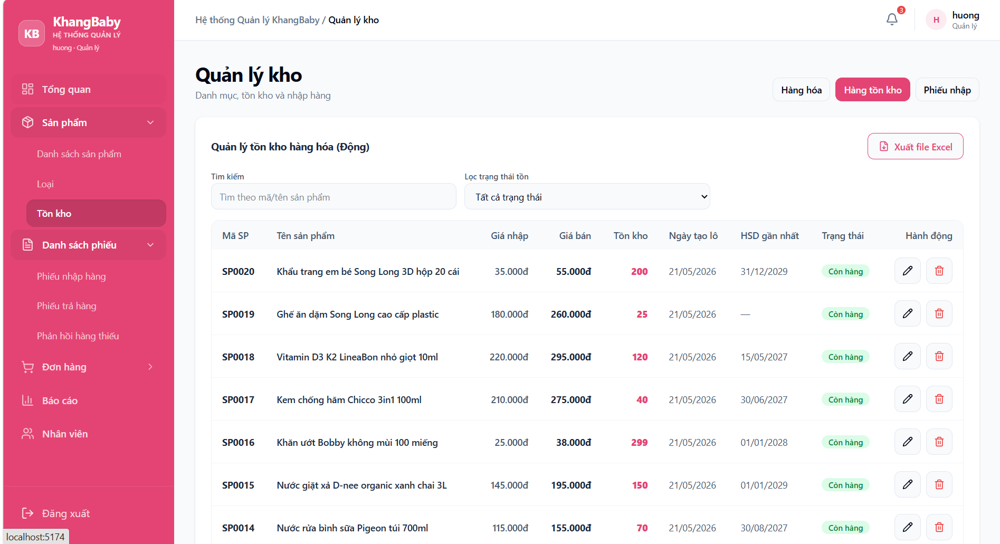 KB
KhangBaby
HỆ THỐNG QUẢN LÝ
huong · Quản lý
Tổng quan
Sản phẩm
Danh sách sản phẩm
Loại
Tồn kho
Danh sách phiếu
Phiếu nhập hàng
Phiếu trả hàng
Phản hồi hàng thiếu
Đơn hàng
Báo cáo
Nhân viên
Đăng xuất
localhost:5174
Hệ thống Quản lý KhangBaby / Quản lý kho
3
H
huong
Quản lý
Quản lý kho
Danh mục, tồn kho và nhập hàng
Hàng hóa
Hàng tồn kho
Phiếu nhập
Quản lý tồn kho hàng hóa (Động)
Xuất file Excel
Tìm kiếm
Lọc trạng thái tồn
Tìm theo mã/tên sản phẩm
Tất cả trạng thái
Mã SP Tên sản phẩm Giá nhập Giá bán Tồn kho Ngày tạo lô HSD gần nhất Trạng thái Hành động
SP0020 Khẩu trang em bé Song Long 3D hộp 20 cái 35.000đ 55.000đ 200 21/05/2026 31/12/2029 Còn hàng
SP0019 Ghế ăn dặm Song Long cao cấp plastic 180.000đ 260.000đ 25 21/05/2026 — Còn hàng
SP0018 Vitamin D3 K2 LineaBon nhỏ giọt 10ml 220.000đ 295.000đ 120 21/05/2026 15/05/2027 Còn hàng
SP0017 Kem chống hăm Chicco 3in1 100ml 210.000đ 275.000đ 40 21/05/2026 30/06/2027 Còn hàng
SP0016 Khăn ướt Bobby không mùi 100 miếng 25.000đ 38.000đ 299 21/05/2026 01/01/2028 Còn hàng
SP0015 Nước giặt xả D-nee organic xanh chai 3L 145.000đ 195.000đ 150 21/05/2026 01/01/2029 Còn hàng
SP0014 Nước rửa bình sữa Pigeon túi 700ml 115.000đ 155.000đ 70 21/05/2026 30/08/2027 Còn hàng